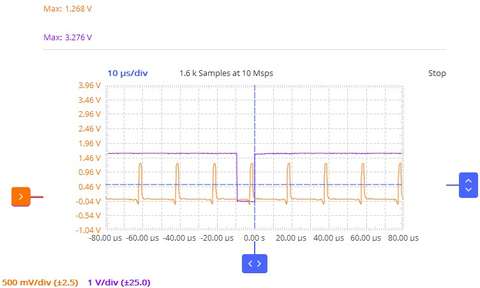 Max: 1.268 V
Max: 3.276 V
10 µs/div 1.6 k Samples at 10 Msps Stop
3.96 V
3.46 V
2.96 V
2.46 V
1.96 V
1.46 V
0.96 V
0.46 V
-0.04 V
-0.54 V
-1.04 V
-80.00 us -60.00 us -40.00 us -20.00 us 0.00 s 20.00 us 40.00 us 60.00 us 80.00 us
500 mV/div (±2.5) 1 V/div (±25.0)